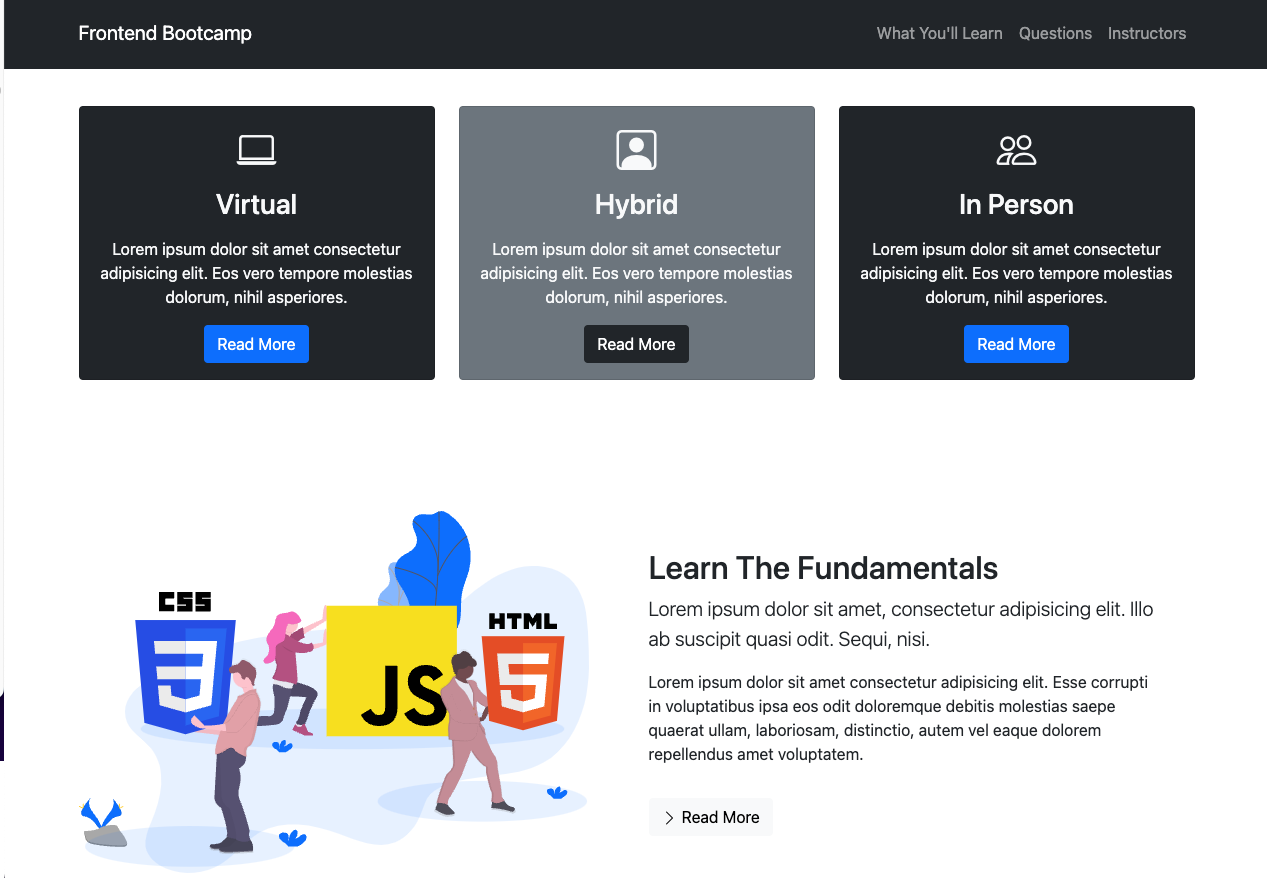 Frontend Bootcamp
What You'll Learn
Questions
Instructors
Virtual
Lorem ipsum dolor sit amet consectetur
adipisicing elit. Eos vero tempore molestias
dolorum, nihil asperiores.
Read More
Hybrid
Lorem ipsum dolor sit amet consectetur
adipisicing elit. Eos vero tempore molestias
dolorum, nihil asperiores.
Read More
In Person
Lorem ipsum dolor sit amet consectetur
adipisicing elit. Eos vero tempore molestias
dolorum, nihil asperiores.
Read More
CSS
3
JS
HTML
5
Learn The Fundamentals
Lorem ipsum dolor sit amet, consectetur adipisicing elit. Illo
ab suscipit quasi odit. Sequi, nisi.
Lorem ipsum dolor sit amet consectetur adipisicing elit. Esse corrupti
in voluptatibus ipsa eos odit doloremque debitis molestias saepe
quaerat ullam, laboriosam, distinctio, autem vel eaque dolorem
repellendus amet voluptatem.
Read More